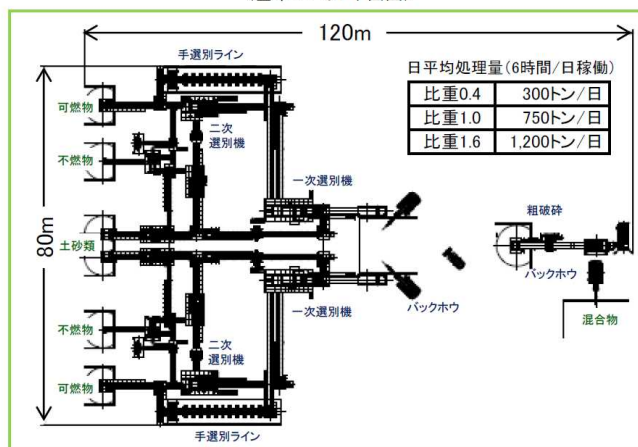 120m
手選別ライン
日平均処理量(6時間/日稼働)
比重0.4 300トン/日
比重1.0 750トン/日
比重1.6 1,200トン/日
可燃物
二次
選別機
不燃物
一次選別機
80m
土砂類
粗破砕
バックホウ
バックホウ
一次選別機
混合物
不燃物
二次
選別機
可燃物
手選別ライン